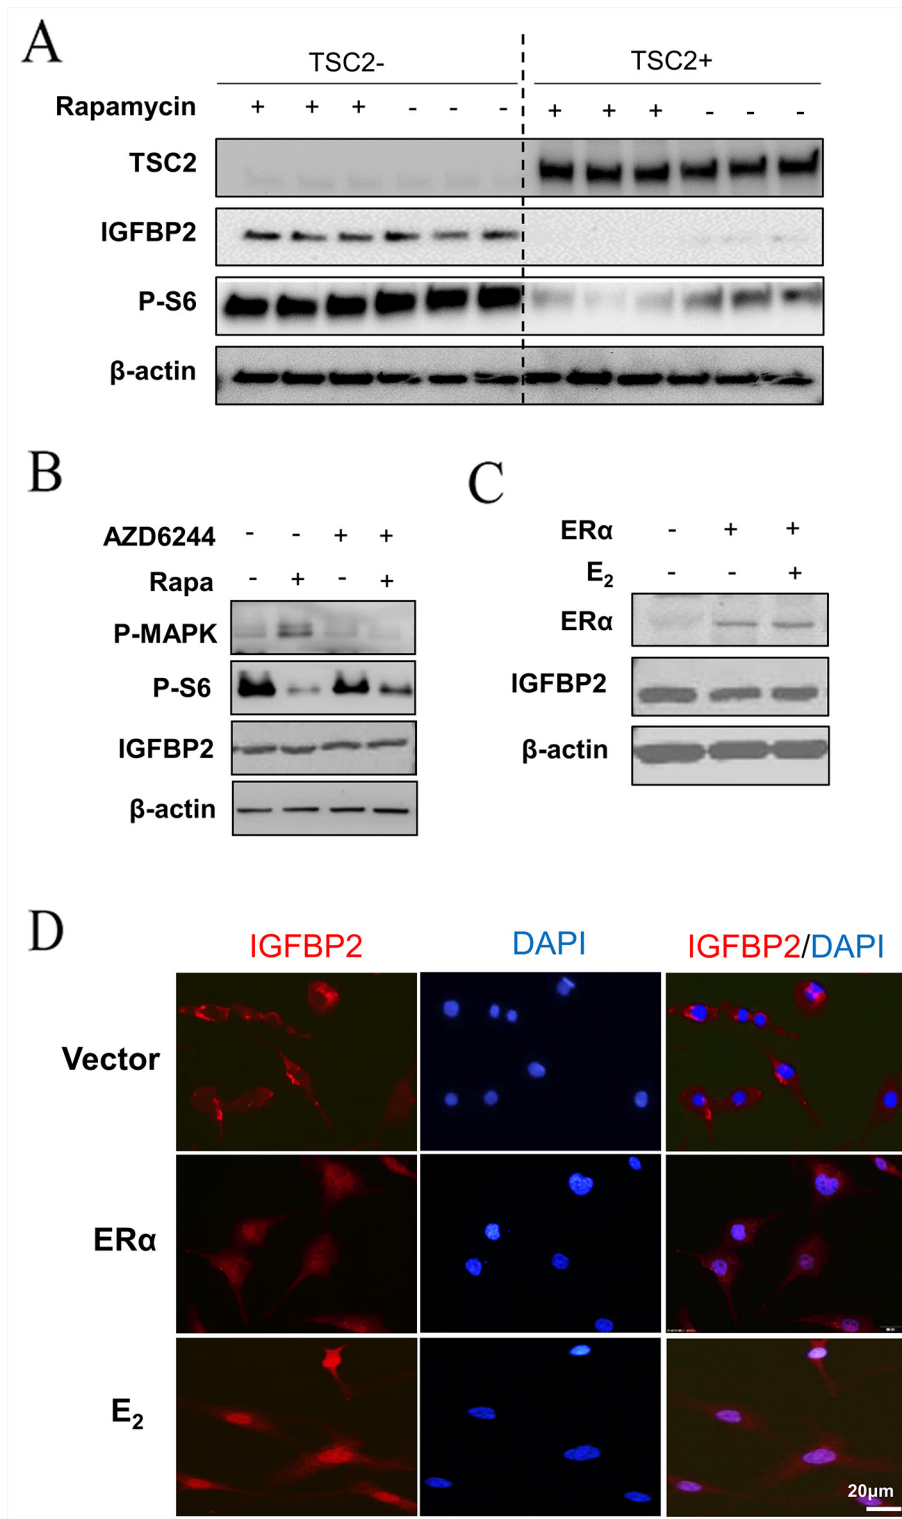 A
TSC2- TSC2+
Rapamycin + + + - - - + + + - - -
TSC2
IGFBP2
P-S6
β-actin
B
AZD6244 - - + +
Rapa - + - +
P-MAPK
P-S6
IGFBP2
β-actin
C
ERα - + +
E2 - - +
ERα
IGFBP2
β-actin
D
IGFBP2 DAPI IGFBP2/DAPI
Vector
ERα
E2
20μm